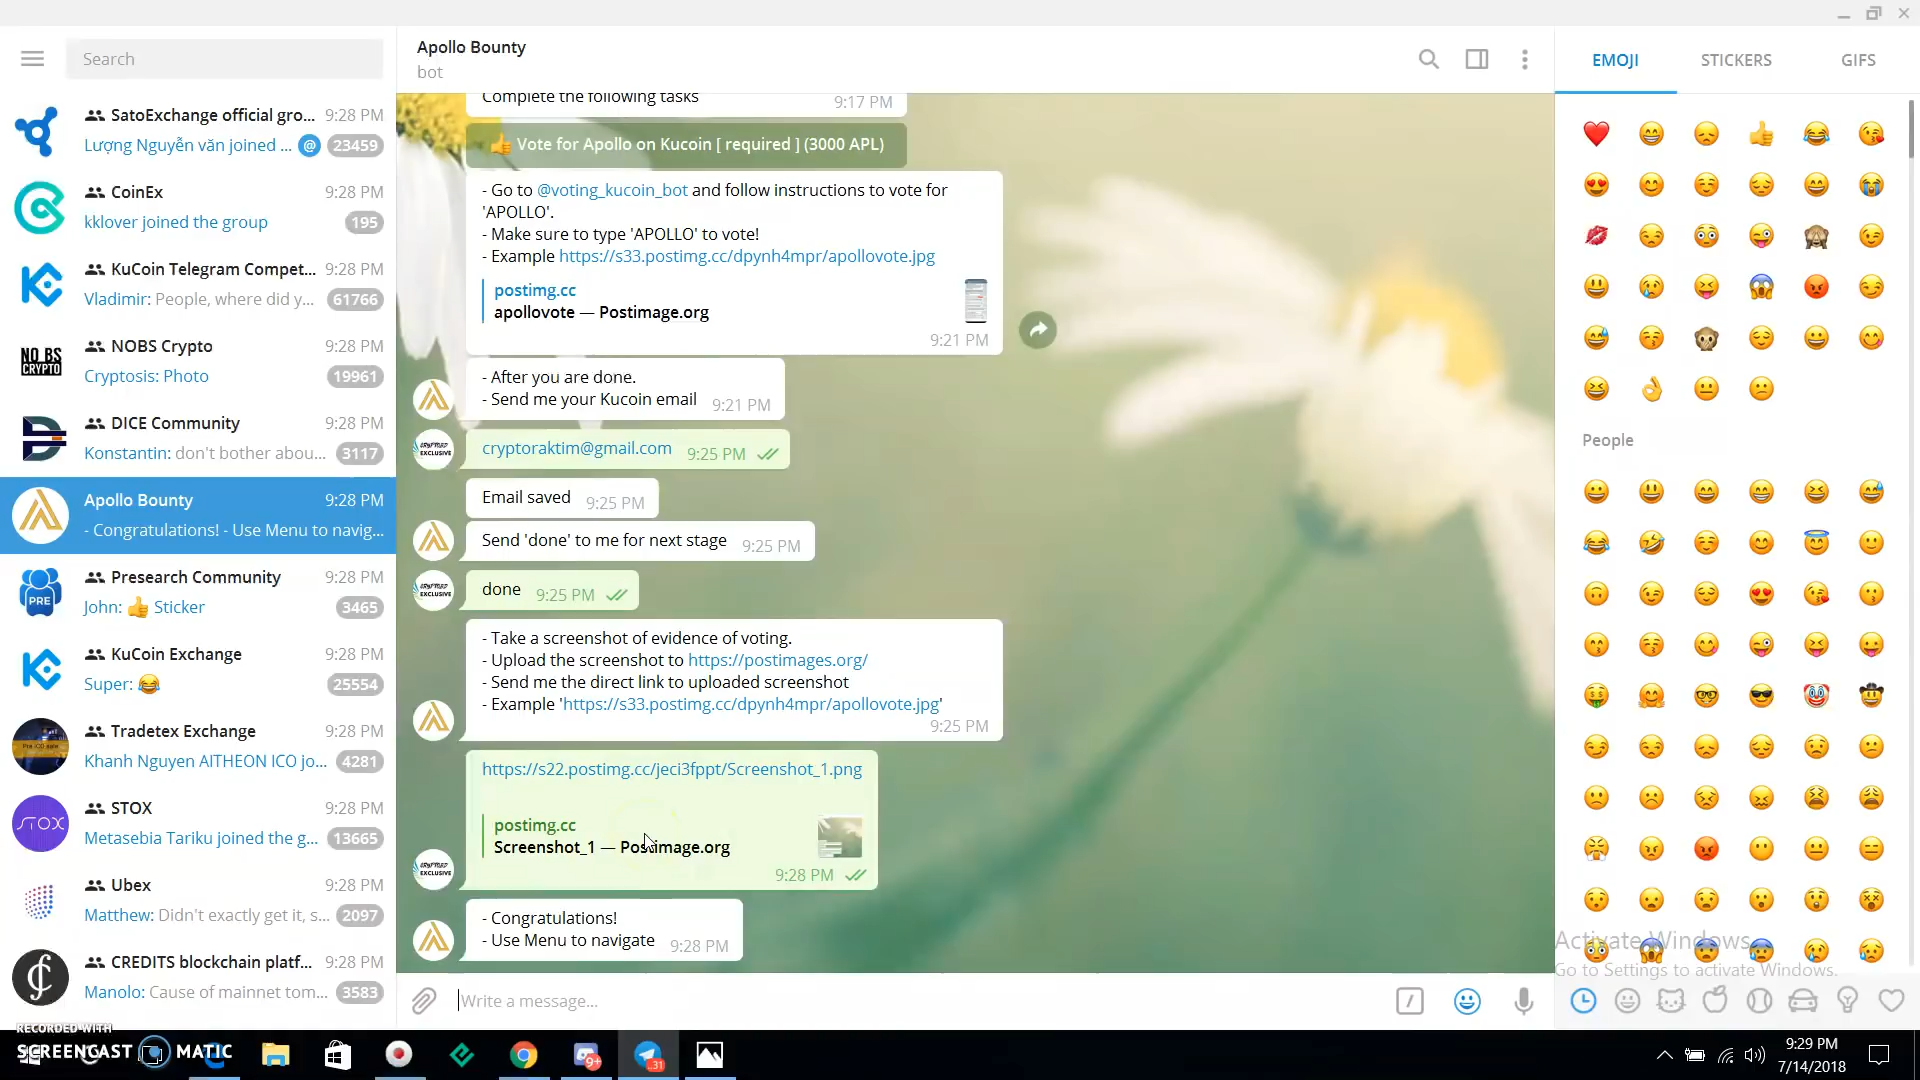 Search
SatoExchange official gro... 9:28 PM
Lượng Nguyễn văn joined ... @ 23459
CoinEx 9:28 PM
kklover joined the group 195
KuCoin Telegram Compet... 9:28 PM
Vladimir: People, where did y... 61766
NO BS
CRYPTO
NOBS Crypto 9:28 PM
Cryptosis: Photo 19961
DICE Community 9:28 PM
Konstantin: don't bother abou... 3117
Apollo Bounty 9:28 PM
- Congratulations! - Use Menu to navig...
PRE
Presearch Community 9:28 PM
John: 👍 Sticker 3465
KuCoin Exchange 9:28 PM
Super: 😂 25554
Tradetex Exchange 9:28 PM
Khanh Nguyen AITHEON ICO jo... 4281
STOX
STOX 9:28 PM
Metasebia Tariku joined the g... 13665
Ubex 9:28 PM
Matthew: Didn't exactly get it, s... 2097
CREDITS blockchain platf... 9:28 PM
Manolo: Cause of mainnet tom... 3583
Apollo Bounty
bot
Complete the following tasks 9:17 PM
👍 Vote for Apollo on Kucoin [ required ] (3000 APL)
- Go to @voting_kucoin_bot and follow instructions to vote for
'APOLLO'.
- Make sure to type 'APOLLO' to vote!
- Example https://s33.postimg.cc/dpynh4mpr/apollovote.jpg
postimg.cc
apollovote — Postimage.org
9:21 PM
- After you are done.
- Send me your Kucoin email 9:21 PM
cryptoraktim@gmail.com 9:25 PM
Email saved 9:25 PM
Send 'done' to me for next stage 9:25 PM
done 9:25 PM
- Take a screenshot of evidence of voting.
- Upload the screenshot to https://postimages.org/
- Send me the direct link to uploaded screenshot
- Example 'https://s33.postimg.cc/dpynh4mpr/apollovote.jpg'
9:25 PM
https://s22.postimg.cc/jeci3fppt/Screenshot_1.png
postimg.cc
Screenshot_1 — Postimage.org
9:28 PM
EXCLUSIVE
- Congratulations!
- Use Menu to navigate 9:28 PM
Write a message...
EMOJI STICKERS GIFS
People
Activate Windows
Go to Settings to activate Windows.
RECORDED WITH
SCREENCAST MATIC
9+
31
9:29 PM
7/14/2018